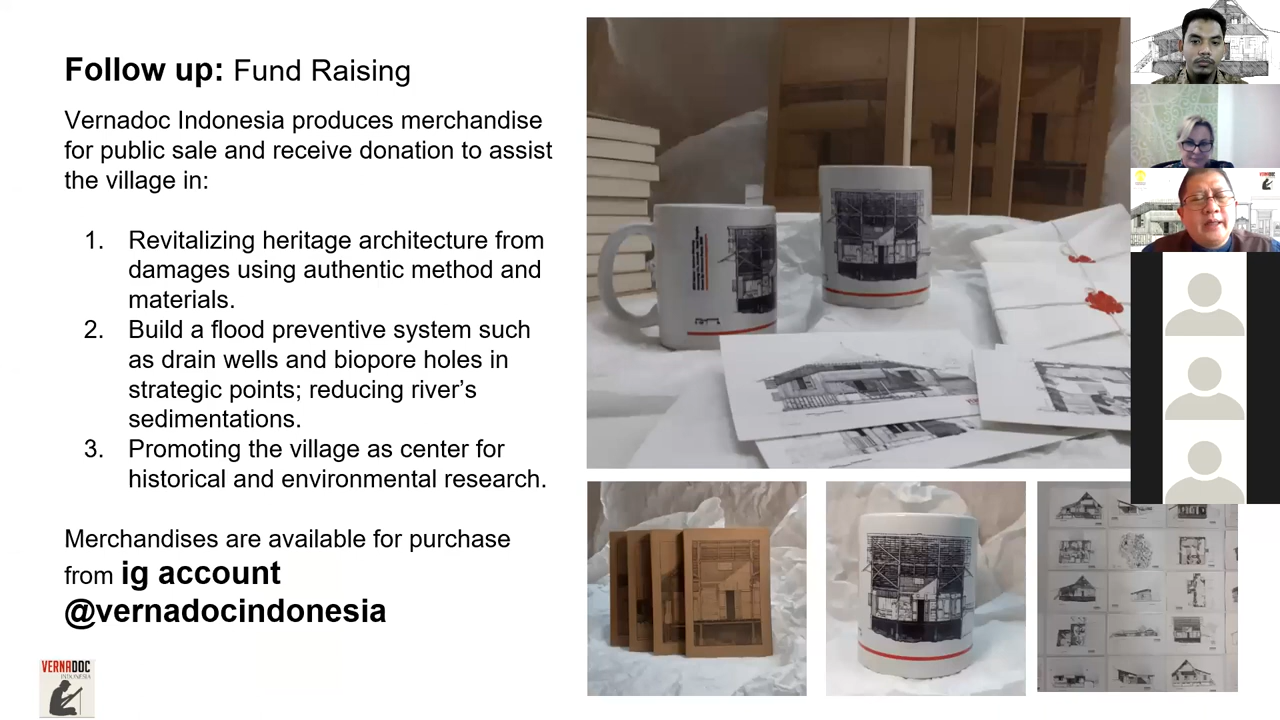 Follow up: Fund Raising
Vernadoc Indonesia produces merchandise
for public sale and receive donation to assist
the village in:
1. Revitalizing heritage architecture from
damages using authentic method and
materials.
2. Build a flood preventive system such
as drain wells and biopore holes in
strategic points; reducing river’s
sedimentations.
3. Promoting the village as center for
historical and environmental research.
Merchandises are available for purchase
from ig account
@vernadocindonesia
VERNADOC
INDONESIA